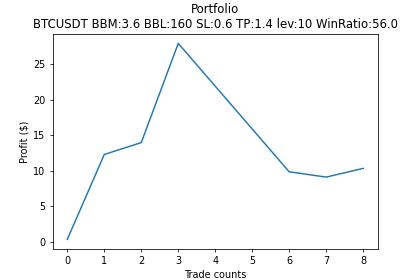 Portfolio
BTCUSDT BBM:3.6 BBL:160 SL:0.6 TP:1.4 lev:10 WinRatio:56.0
25
20
15
10
5
0
Profit ($)
0 1 2 3 4 5 6 7 8
Trade counts